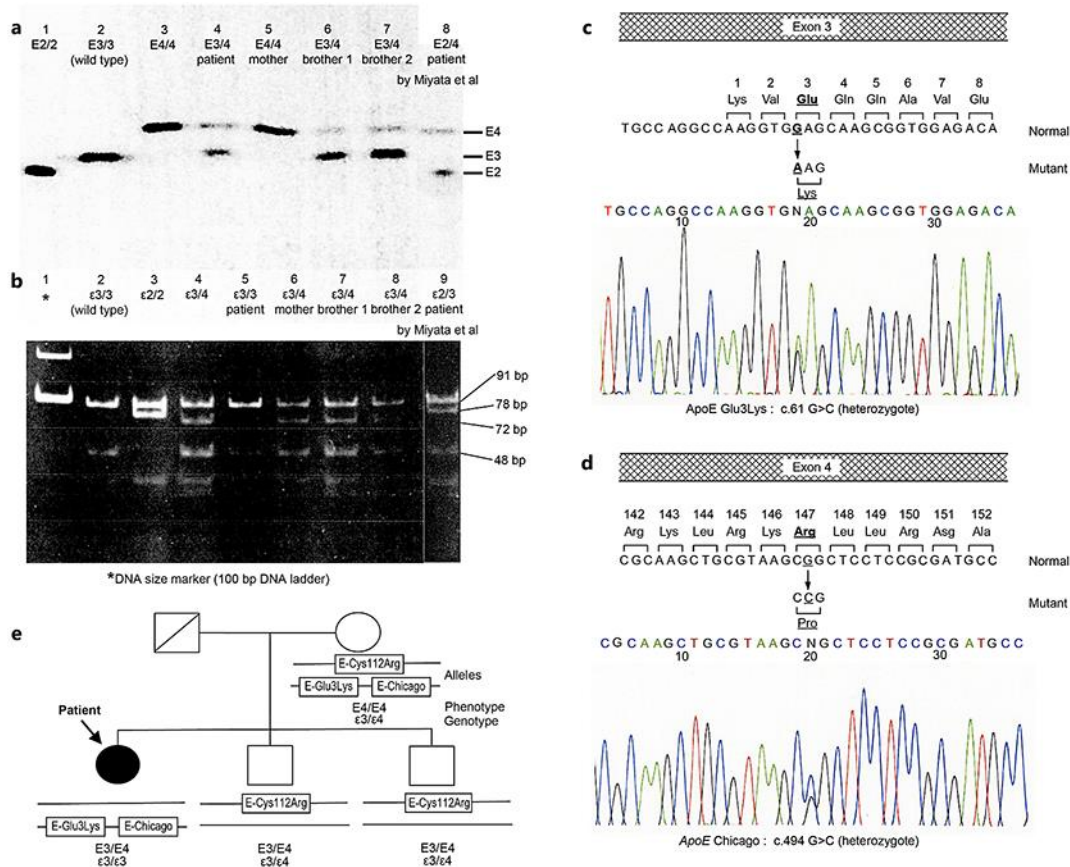 a
1 2 3 4 5 6 7 8
E2/2 E3/3 E4/4 E3/4 E4/4 E3/4 E3/4 E2/4
(wild type) patient mother brother 1 brother 2 patient
by Miyata et al
E4
E3
E2
b
1 2 3 4 5 6 7 8 9
* ε3/3 ε2/2 ε3/4 ε3/3 ε3/4 ε3/4 ε3/4 ε2/3
(wild type) patient mother brother 1 brother 2 patient
by Miyata et al
91 bp
78 bp
72 bp
48 bp
*DNA size marker (100 bp DNA ladder)
e
E-Cys112Arg
Alleles
E-Glu3Lys E-Chicago
E4/E4 Phenotype
ε3/ε4 Genotype
Patient
E-Cys112Arg E-Cys112Arg
E-Glu3Lys E-Chicago
E3/E4 E3/E4 E3/E4
ε3/ε3 ε3/ε4 ε3/ε4
c
Exon 3
1 2 3 4 5 6 7 8
Lys Val Glu Gln Gln Ala Val Glu
TGCCAGGCCAAGGTGGAGCAAGCGGTGGAGACA Normal
AAG Mutant
Lys
TGCCAGGCCAAGGTGNAGCAAGCGGTGGAGACA
10 20 30
ApoE Glu3Lys : c.61 G>C (heterozygote)
d
Exon 4
142 143 144 145 146 147 148 149 150 151 152
Arg Lys Leu Arg Lys Arg Leu Leu Arg Asg Ala
CGCAAGCTGCGTAAGCGGCTCCTCCGCGATGCC Normal
CCG Mutant
Pro
CGCAAGCTGCGTAAGCNGCTCCTCCGCGATGCC
10 20 30
ApoE Chicago : c.494 G>C (heterozygote)